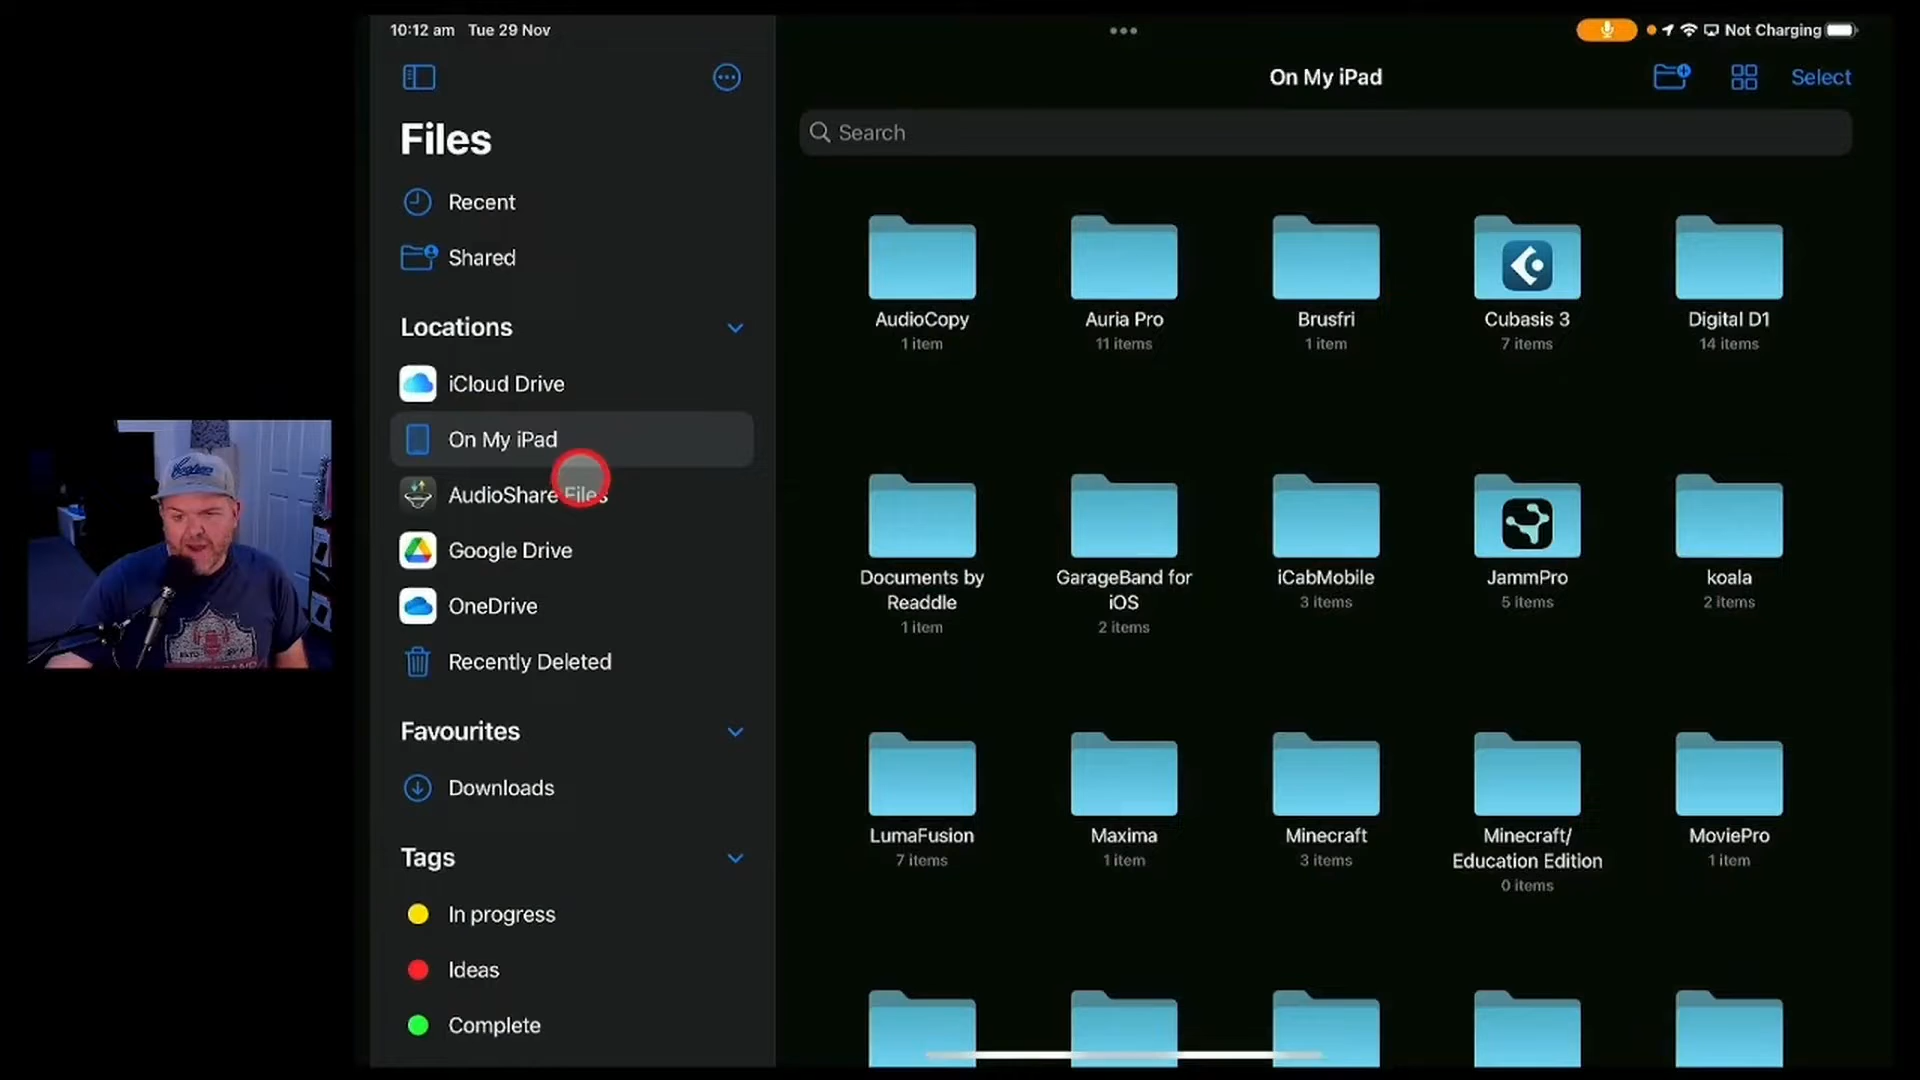 10:12 am Tue 29 Nov
Not Charging
Files
Recent
Shared
Locations
iCloud Drive
On My iPad
AudioShare Files
Google Drive
OneDrive
Recently Deleted
Favourites
Downloads
Tags
In progress
Ideas
Complete
On My iPad
Select
Search
AudioCopy
1 item
Auria Pro
11 items
Brusfri
1 item
Cubasis 3
7 items
Digital D1
14 items
Documents by
Readdle
1 item
GarageBand for
iOS
2 items
iCabMobile
3 items
JammPro
5 items
koala
2 items
LumaFusion
7 items
Maxima
1 item
Minecraft
3 items
Minecraft/
Education Edition
0 items
MoviePro
1 item